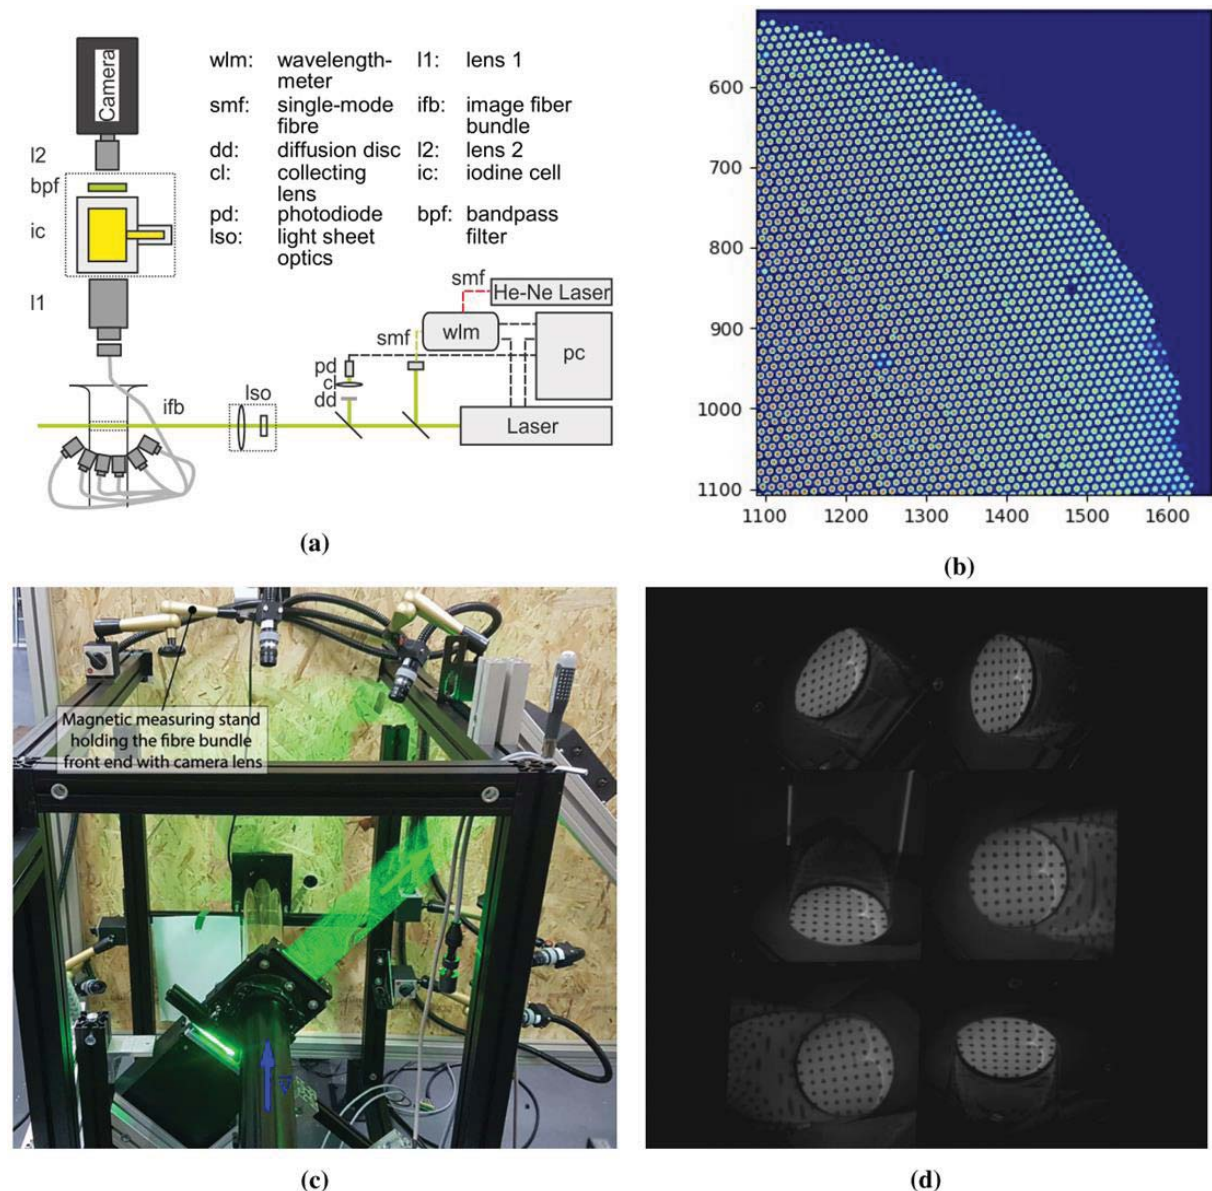 Camera
l2
bpf
ic
l1
wlm: wavelength-meter
smf: single-mode fibre
dd: diffusion disc
cl: collecting lens
pd: photodiode
lso: light sheet optics
l1: lens 1
ifb: image fiber bundle
l2: lens 2
ic: iodine cell
bpf: bandpass filter
smf
He-Ne Laser
smf
wlm
pc
pd
cl
dd
lso
ifb
Laser
(a)
600
700
800
900
1000
1100
1100 1200 1300 1400 1500 1600
(b)
Magnetic measuring stand
holding the fibre bundle
front end with camera lens
(c)
(d)